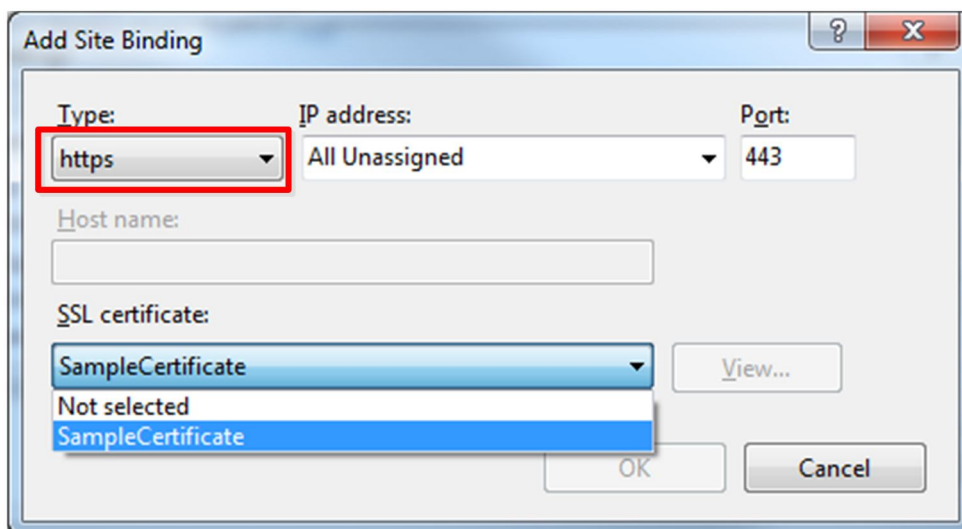 Add Site Binding
?
X
Type: IP address: Port:
https All Unassigned 443
Host name:
SSL certificate:
SampleCertificate View...
Not selected
SampleCertificate
OK Cancel